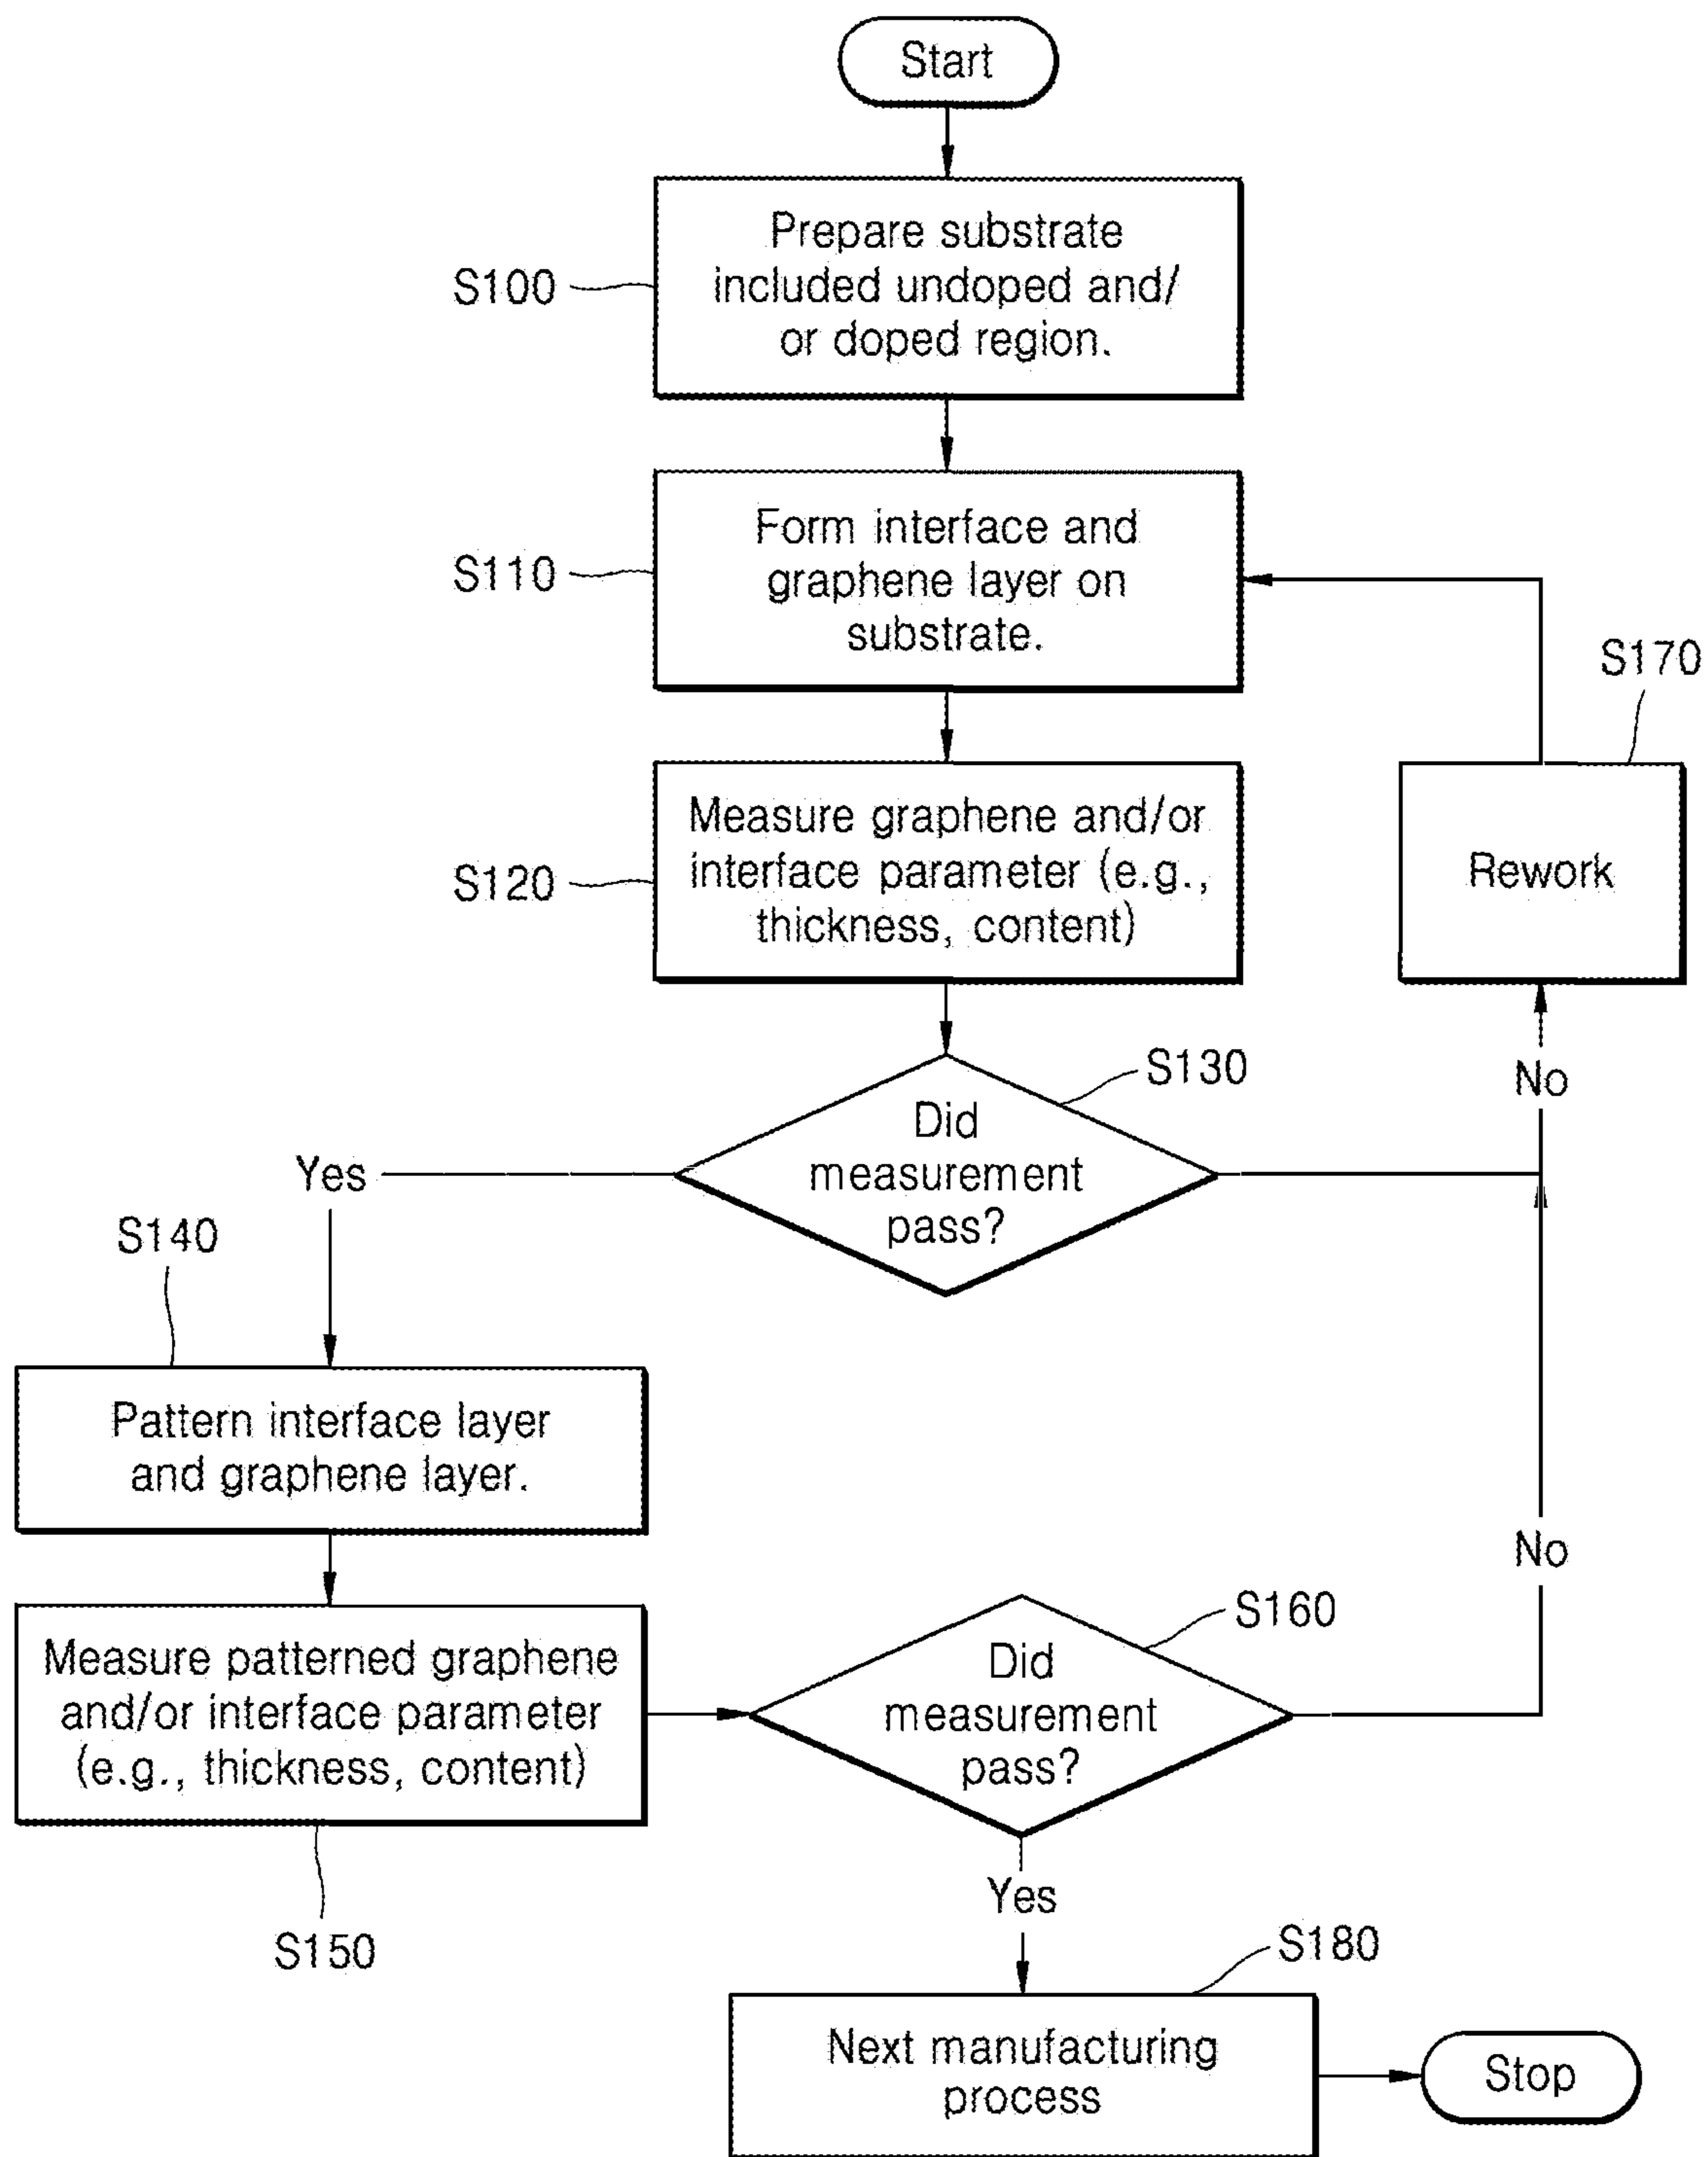 Start
Prepare substrate
included undoped and/
or doped region.
S100
Form interface and
graphene layer on
substrate.
S110
S170
Measure graphene and/or
interface parameter (e.g.,
thickness, content)
S120
Rework
S130
No
Did
measurement
pass?
Yes
S140
Pattern interface layer
and graphene layer.
No
S160
Measure patterned graphene
and/or interface parameter
(e.g., thickness, content)
Did
measurement
pass?
S150
Yes
S180
Next manufacturing
process
Stop